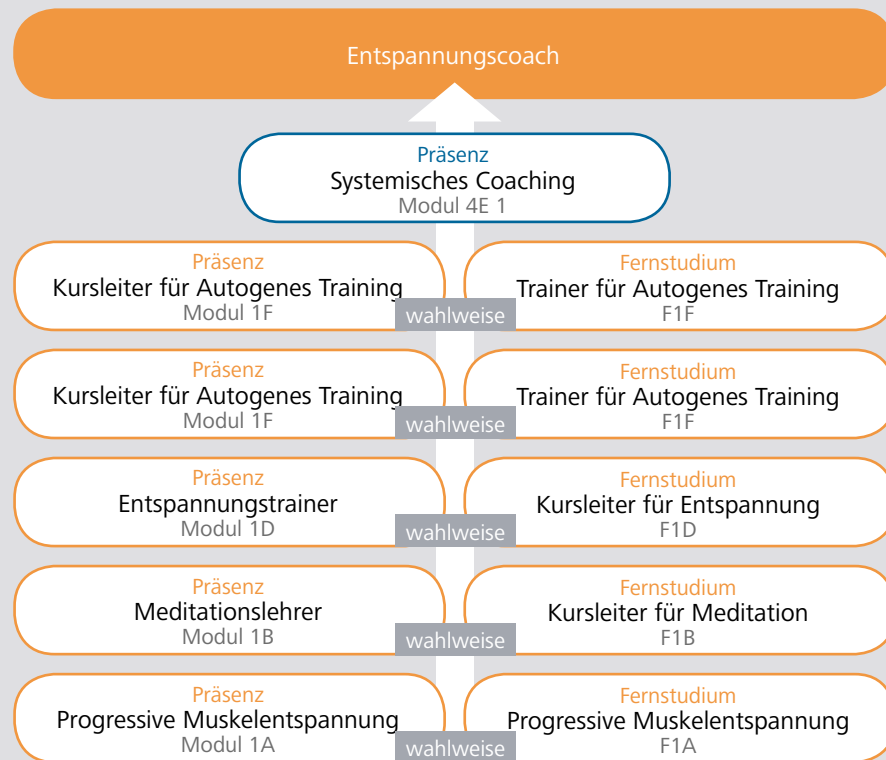 Entspannungscoach
Präsenz
Systemisches Coaching
Modul 4E 1
Präsenz
Kursleiter für Autogenes Training
Modul 1F
wahlweise
Fernstudium
Trainer für Autogenes Training
F1F
Präsenz
Kursleiter für Autogenes Training
Modul 1F
wahlweise
Fernstudium
Trainer für Autogenes Training
F1F
Präsenz
Entspannungstrainer
Modul 1D
wahlweise
Fernstudium
Kursleiter für Entspannung
F1D
Präsenz
Meditationslehrer
Modul 1B
wahlweise
Fernstudium
Kursleiter für Meditation
F1B
Präsenz
Progressive Muskelentspannung
Modul 1A
wahlweise
Fernstudium
Progressive Muskelentspannung
F1A